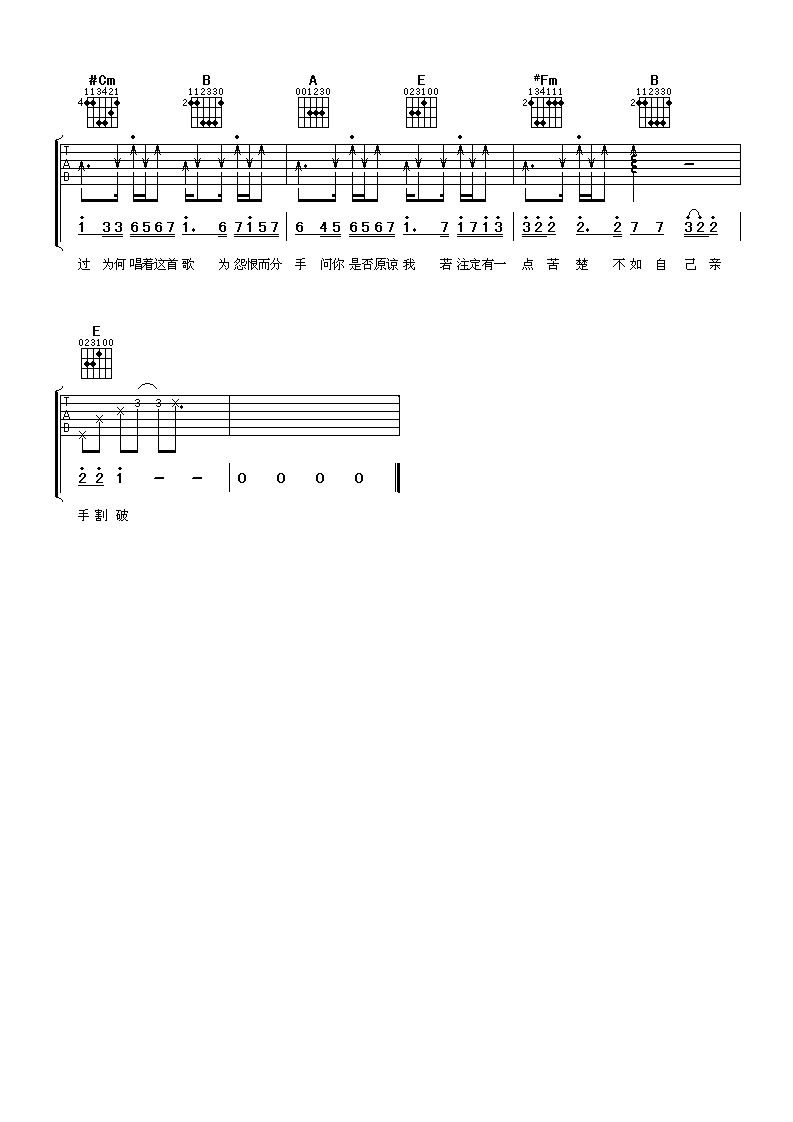 #Cm B A E #Fm B
113421 112330 001230 023100 134111 112330
4 2 2 2
T
A
B
1 33 6567 1. 6 7157 6 45 6567 1. 7 1713 322 2. 2 7 7 322
过 为何 唱着这首 歌 为 怨恨而分 手 问你 是否原谅 我 若 注定有一 点 苦 楚 不 如 自 己 亲
E
023100
T
A
B
3 3
2 2 1 - - 0 0 0 0
手 割 破